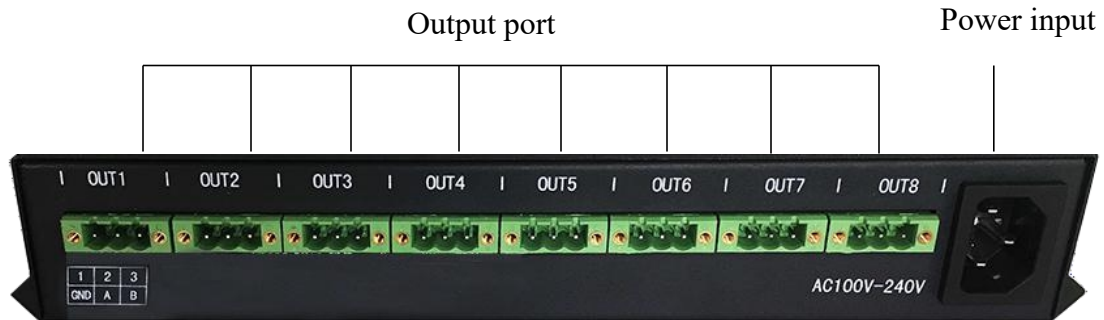 Output port
Power input
OUT1 OUT2 OUT3 OUT4 OUT5 OUT6 OUT7 OUT8
1 2 3
GND A B
AC100V-240V